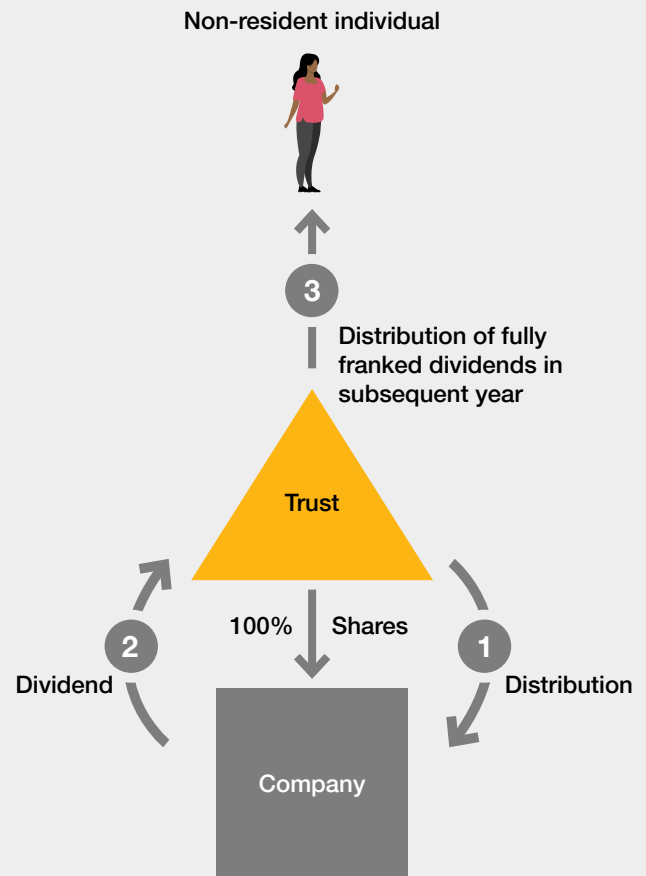 Non-resident individual
3
Distribution of fully
franked dividends in
subsequent year
Trust
100% Shares
2
1
Dividend
Distribution
Company